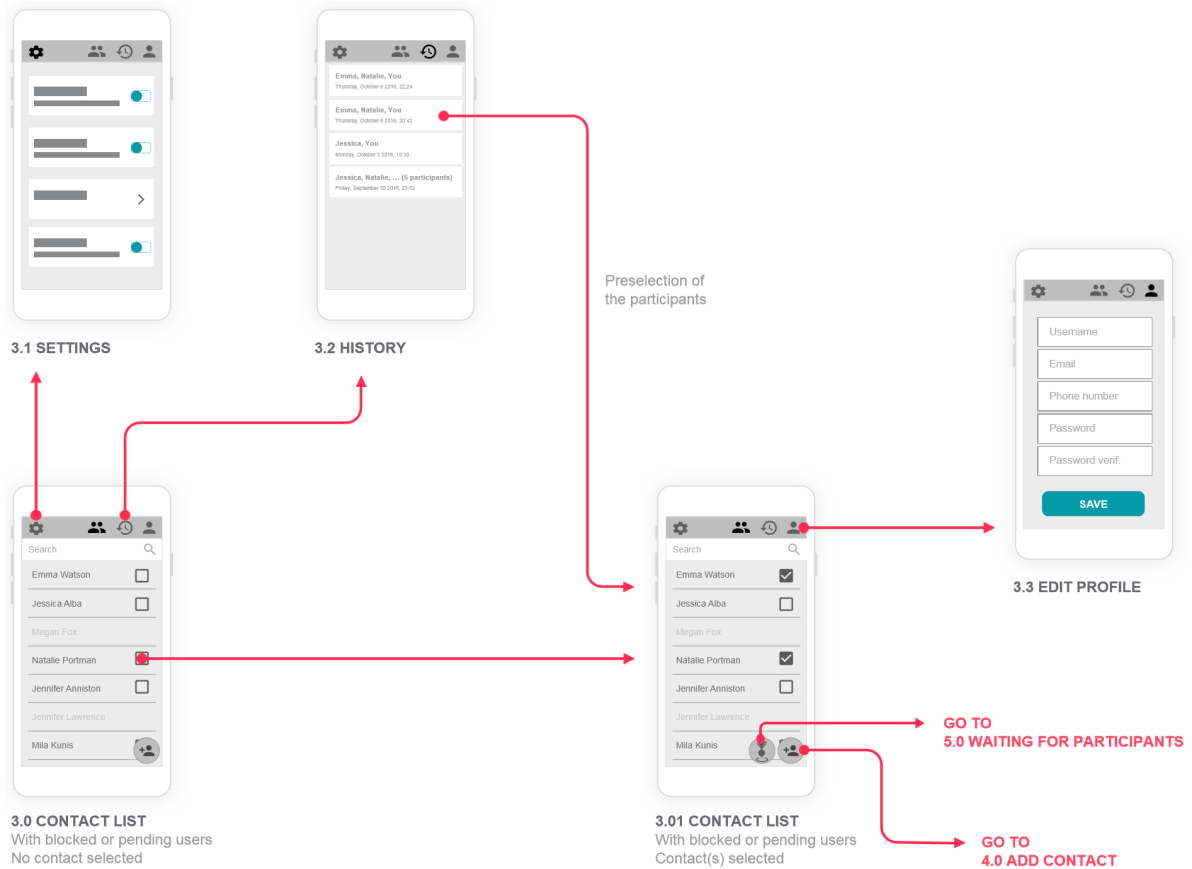 Emma, Natalie, You
Thursday, October 6 2016, 22:24
Emma, Natalie, You
Thursday, October 6 2016, 20:42
Jessica, You
Monday, October 3 2016, 10:30
Jessica, Natalie, ... (5 participants)
Friday, September 30 2016, 23:52
3.1 SETTINGS
3.2 HISTORY
Preselection of
the participants
Username
Email
Phone number
Password
Password verif.
SAVE
3.3 EDIT PROFILE
Search
Emma Watson
Jessica Alba
Megan Fox
Natalie Portman
Jennifer Anniston
Jennifer Lawrence
Mila Kunis
3.0 CONTACT LIST
With blocked or pending users
No contact selected
Search
Emma Watson
Jessica Alba
Megan Fox
Natalie Portman
Jennifer Anniston
Jennifer Lawrence
Mila Kunis
3.01 CONTACT LIST
With blocked or pending users
Contact(s) selected
GO TO
5.0 WAITING FOR PARTICIPANTS
GO TO
4.0 ADD CONTACT